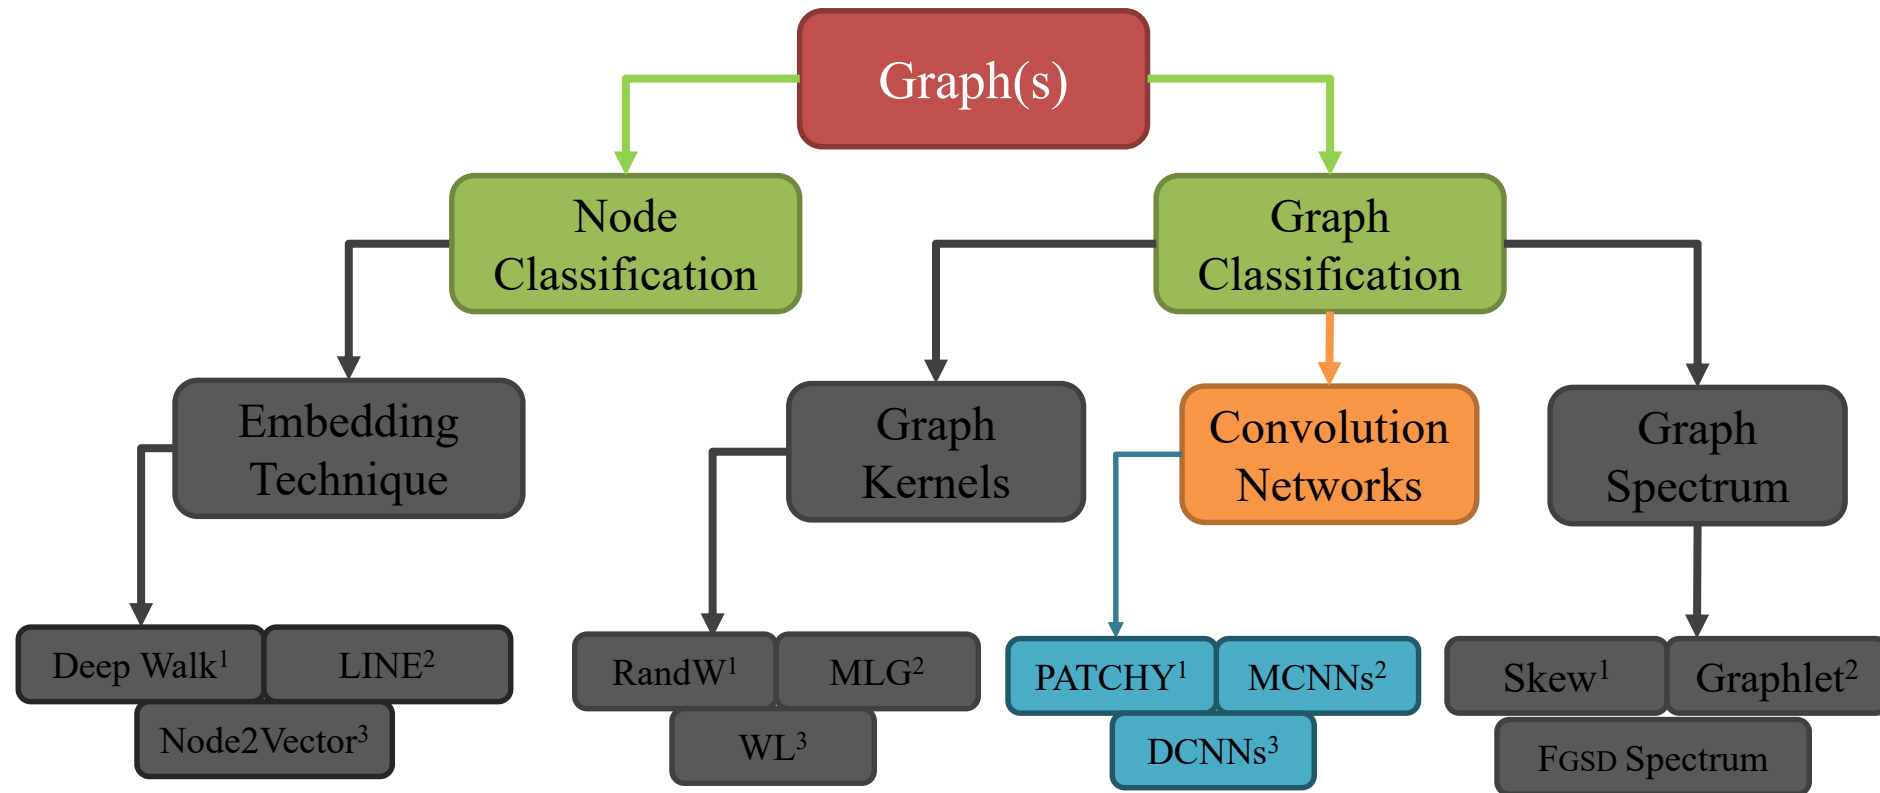 Graph(s)
Node
Classification
Graph
Classification
Embedding
Technique
Graph
Kernels
Convolution
Networks
Graph
Spectrum
Deep Walk¹
LINE²
Node2Vector³
RandW¹
MLG²
WL³
PATCHY¹
MCNNs²
DCNNs³
Skew¹
Graphlet²
FGSD Spectrum